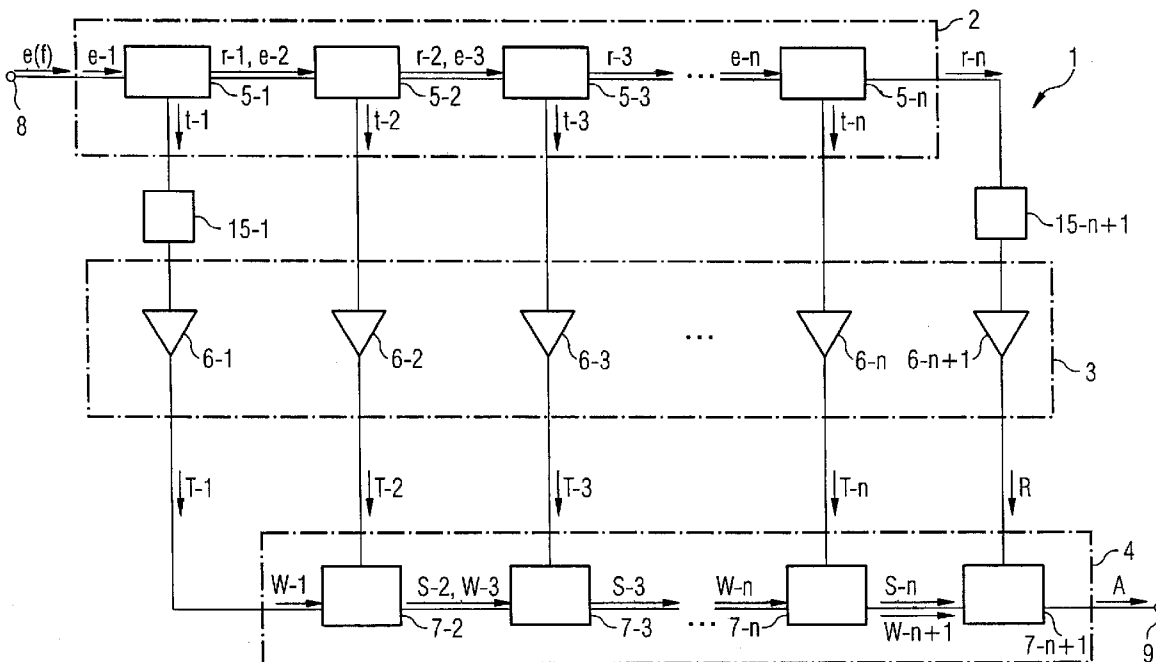 2
e(f)
e-1
r-1, e-2
r-2, e-3
r-3
...
e-n
r-n
1
8
5-1
5-2
5-3
5-n
t-1
t-2
t-3
t-n
15-1
15-n+1
6-1
6-2
6-3
...
6-n
6-n+1
3
T-1
T-2
T-3
T-n
R
4
W-1
S-2, W-3
S-3
W-n
S-n
A
W-n+1
7-2
7-3
...
7-n
7-n+1
9